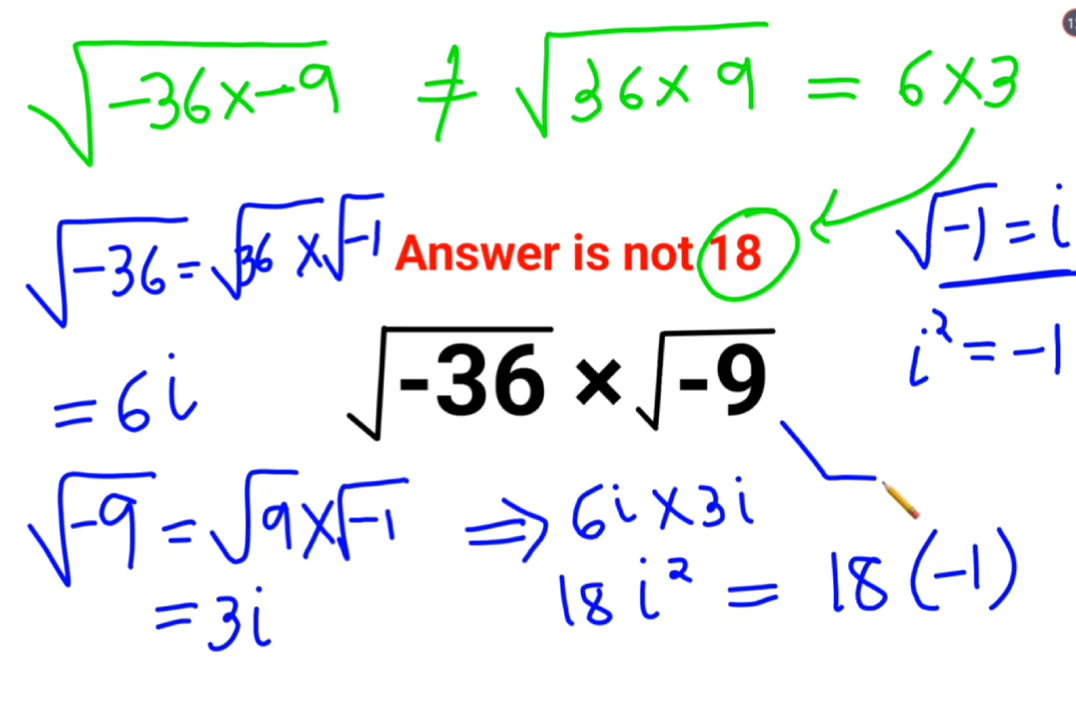 √-36×-9 ≠ √36×9 = 6×3
√-36 = √36 × √-1
Answer is not 18
√-1 = i
i² = -1
√-36 × √-9
= 6i
√-9 = √9 × √-1
= 3i
⇒ 6i × 3i
18i² = 18(-1)